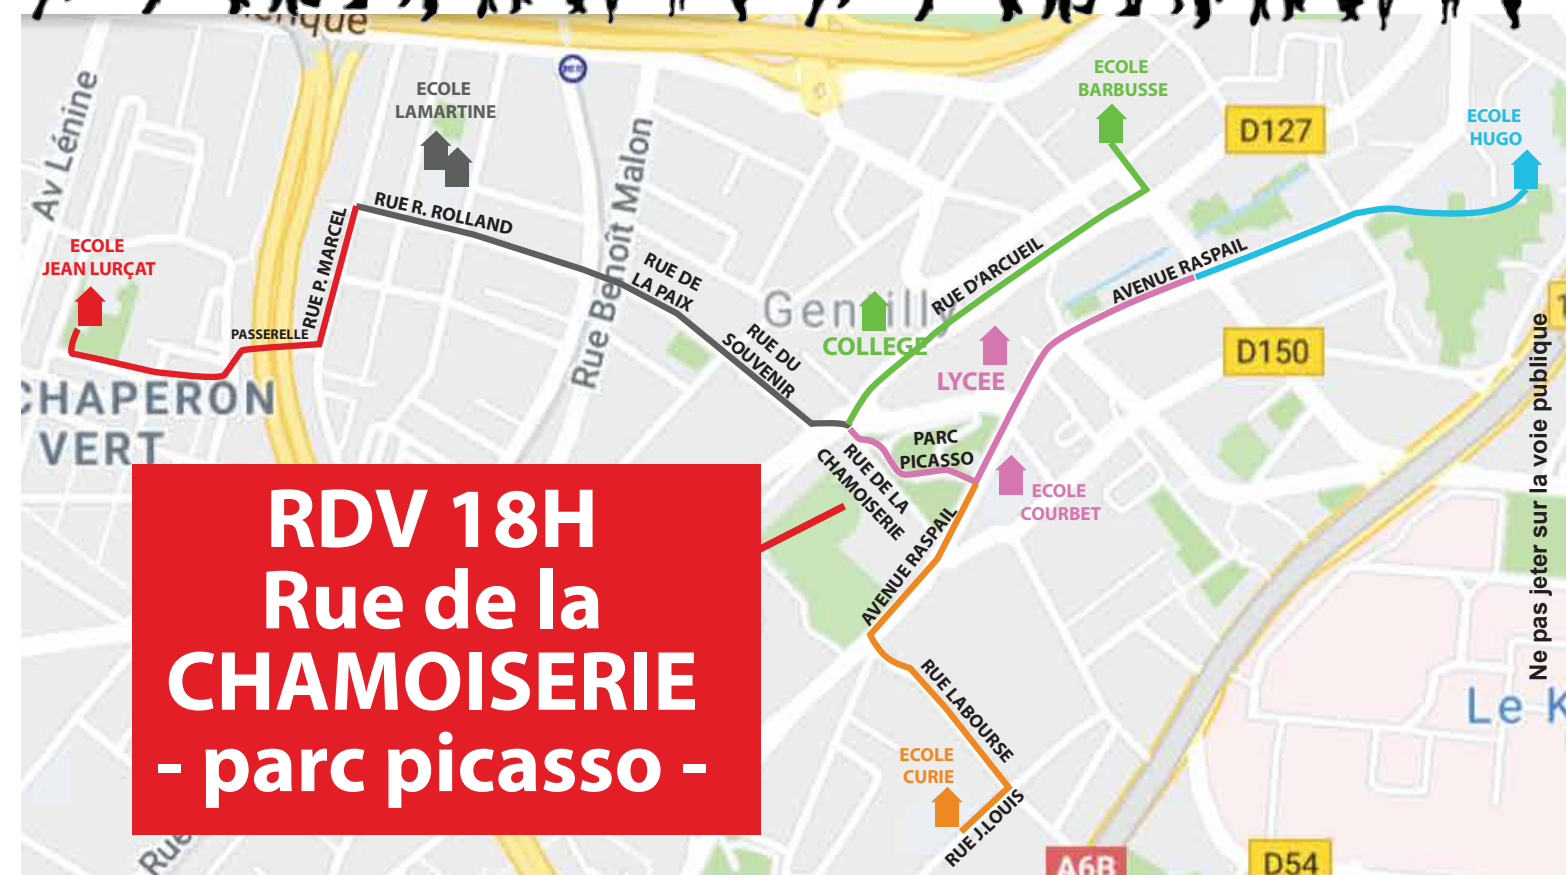 ECOLE
BARBUSSE
ECOLE
LAMARTINE
D127
ECOLE
HUGO
Av Lénine
Rue Benoît Malon
RUE R. ROLLAND
RUE P. MARCEL
ECOLE
JEAN LURÇAT
PASSERELLE
RUE DE
LA PAIX
RUE DU
SOUVENIR
Gentilly
COLLEGE
RUE D'ARCUEIL
AVENUE RASPAIL
LYCEE
D150
CHAPERON
VERT
PARC
PICASSO
RUE DE LA
CHAMOISERIE
ECOLE
COURBET
AVENUE RASPAIL
RDV 18H
Rue de la
CHAMOISERIE
- parc picasso -
RUE LABOURSE
ECOLE
CURIE
RUE J.LOUIS
Ne pas jeter sur la voie publique
Le K
Rue
A6B
D54